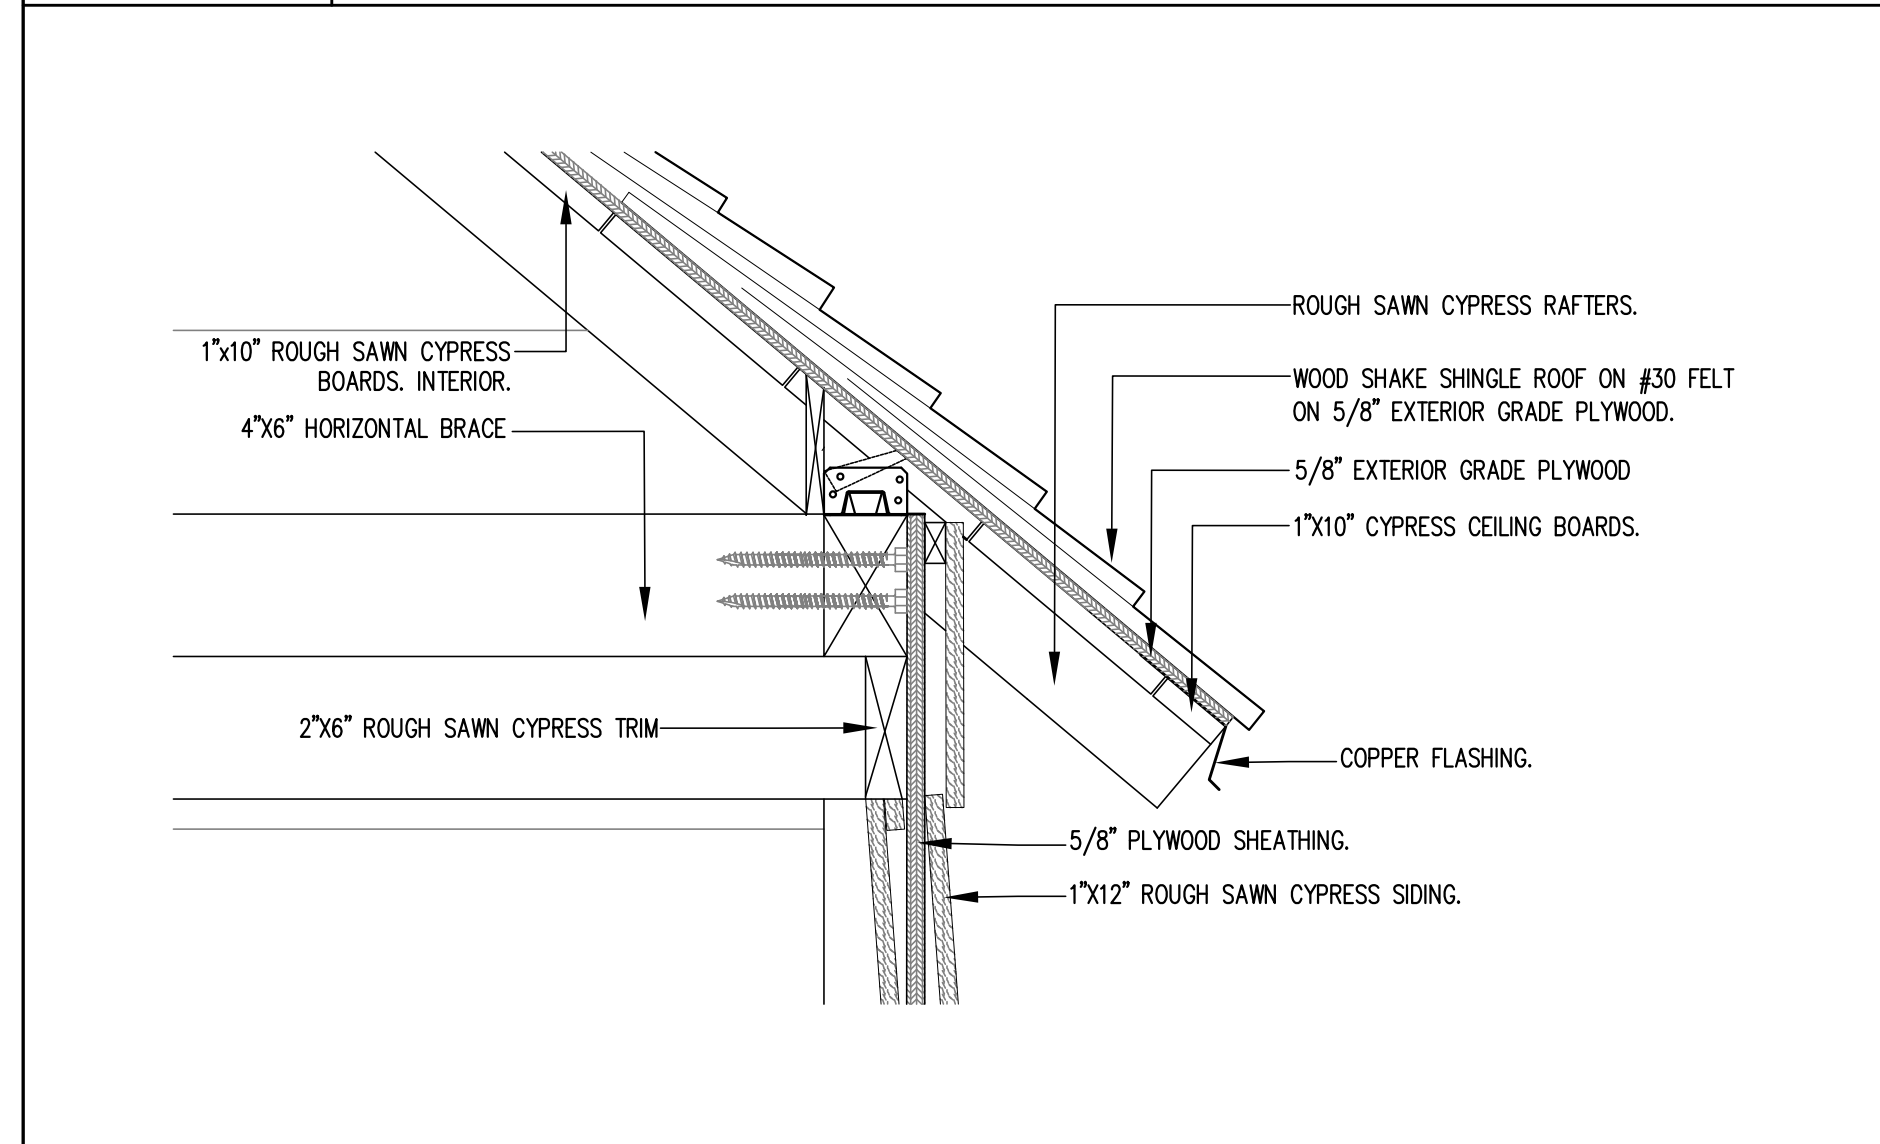 1"x10" ROUGH SAWN CYPRESS
BOARDS. INTERIOR.
4"X6" HORIZONTAL BRACE
2"X6" ROUGH SAWN CYPRESS TRIM
ROUGH SAWN CYPRESS RAFTERS.
WOOD SHAKE SHINGLE ROOF ON #30 FELT
ON 5/8" EXTERIOR GRADE PLYWOOD.
5/8" EXTERIOR GRADE PLYWOOD
1"X10" CYPRESS CEILING BOARDS.
COPPER FLASHING.
5/8" PLYWOOD SHEATHING.
1"X12" ROUGH SAWN CYPRESS SIDING.